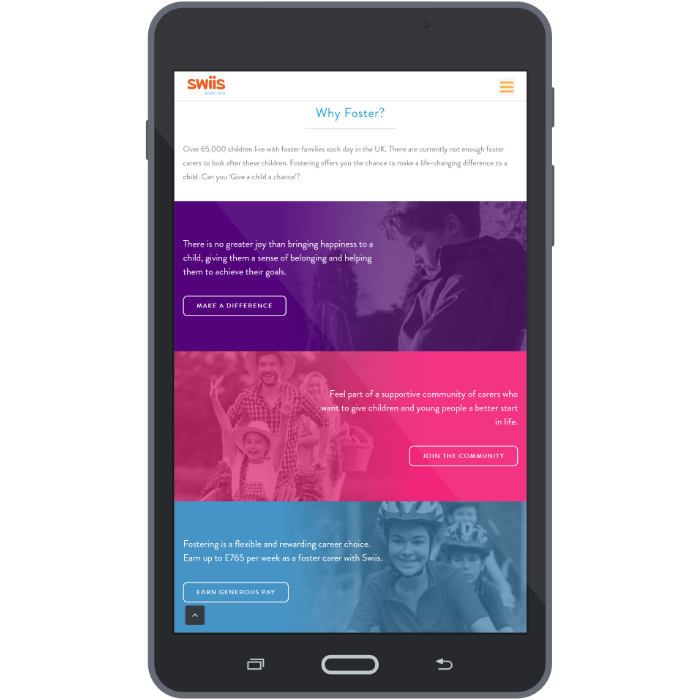 swiis
foster care
Why Foster?
Over 65,000 children live with foster families each day in the UK. There are currently not enough foster
carers to look after these children. Fostering offers you the chance to make a life-changing difference to a
child. Can you 'Give a child a chance'?
There is no greater joy than bringing happiness to a
child, giving them a sense of belonging and helping
them to achieve their goals.
MAKE A DIFFERENCE
Feel part of a supportive community of carers who
want to give children and young people a better start
in life.
JOIN THE COMMUNITY
Fostering is a flexible and rewarding career choice.
Earn up to £765 per week as a foster carer with Swiis.
EARN GENEROUS PAY